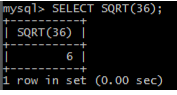 mysql> SELECT SQRT(36);
+----------+
| SQRT(36) |
+----------+
| 6 |
+----------+
1 row in set (0.00 sec)